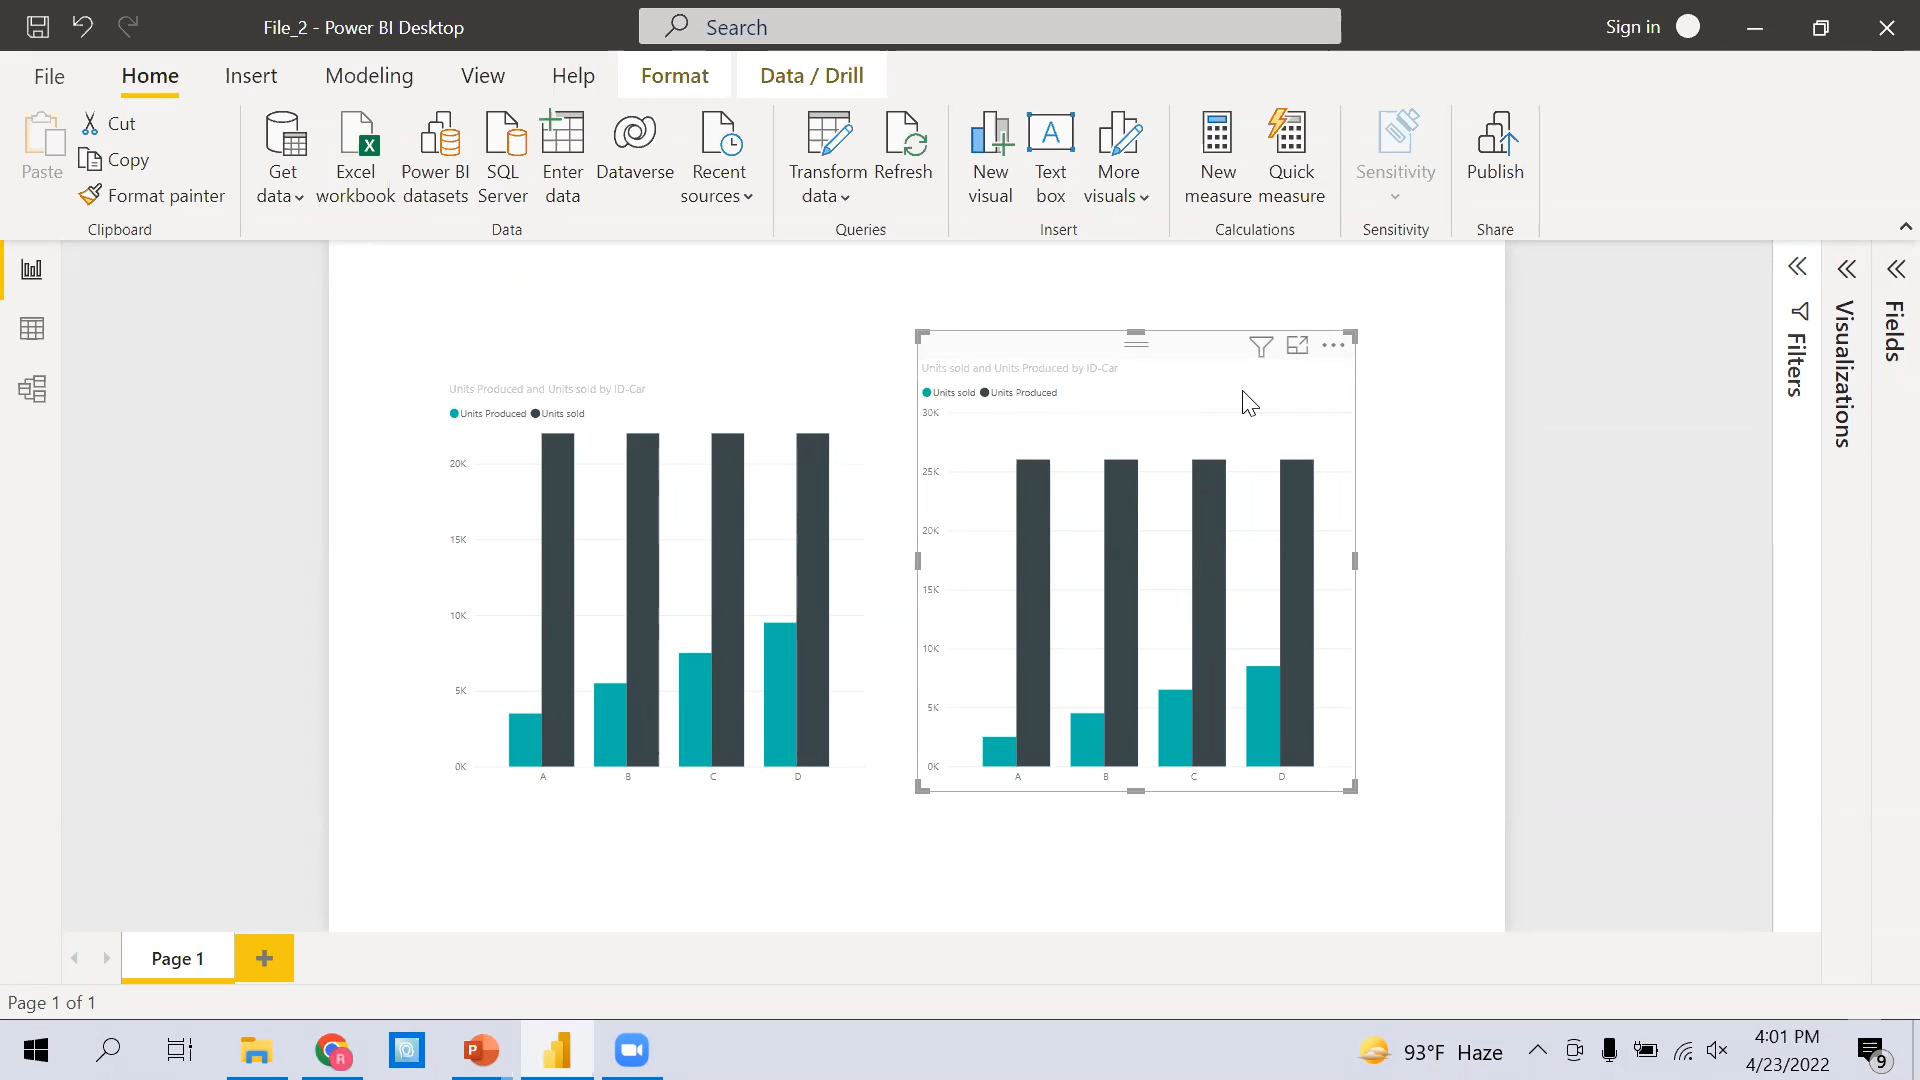 File_2 - Power BI Desktop
Search
Sign in
File Home Insert Modeling View Help Format Data / Drill
Paste
Cut
Copy
Format painter
Clipboard
Get data
Excel workbook
Power BI datasets
SQL Server
Enter data
Dataverse
Recent sources
Data
Transform data
Refresh
Queries
New visual
Text box
More visuals
Insert
New measure
Quick measure
Calculations
Sensitivity
Sensitivity
Publish
Share
Units Produced and Units sold by ID-Car
Units Produced Units sold
20K
15K
10K
5K
0K
A B C D
Units sold and Units Produced by ID-Car
Units sold Units Produced
30K
25K
20K
15K
10K
5K
0K
A B C D
Filters
Visualizations
Fields
Page 1
Page 1 of 1
R
P
93°F Haze
4:01 PM
4/23/2022
9